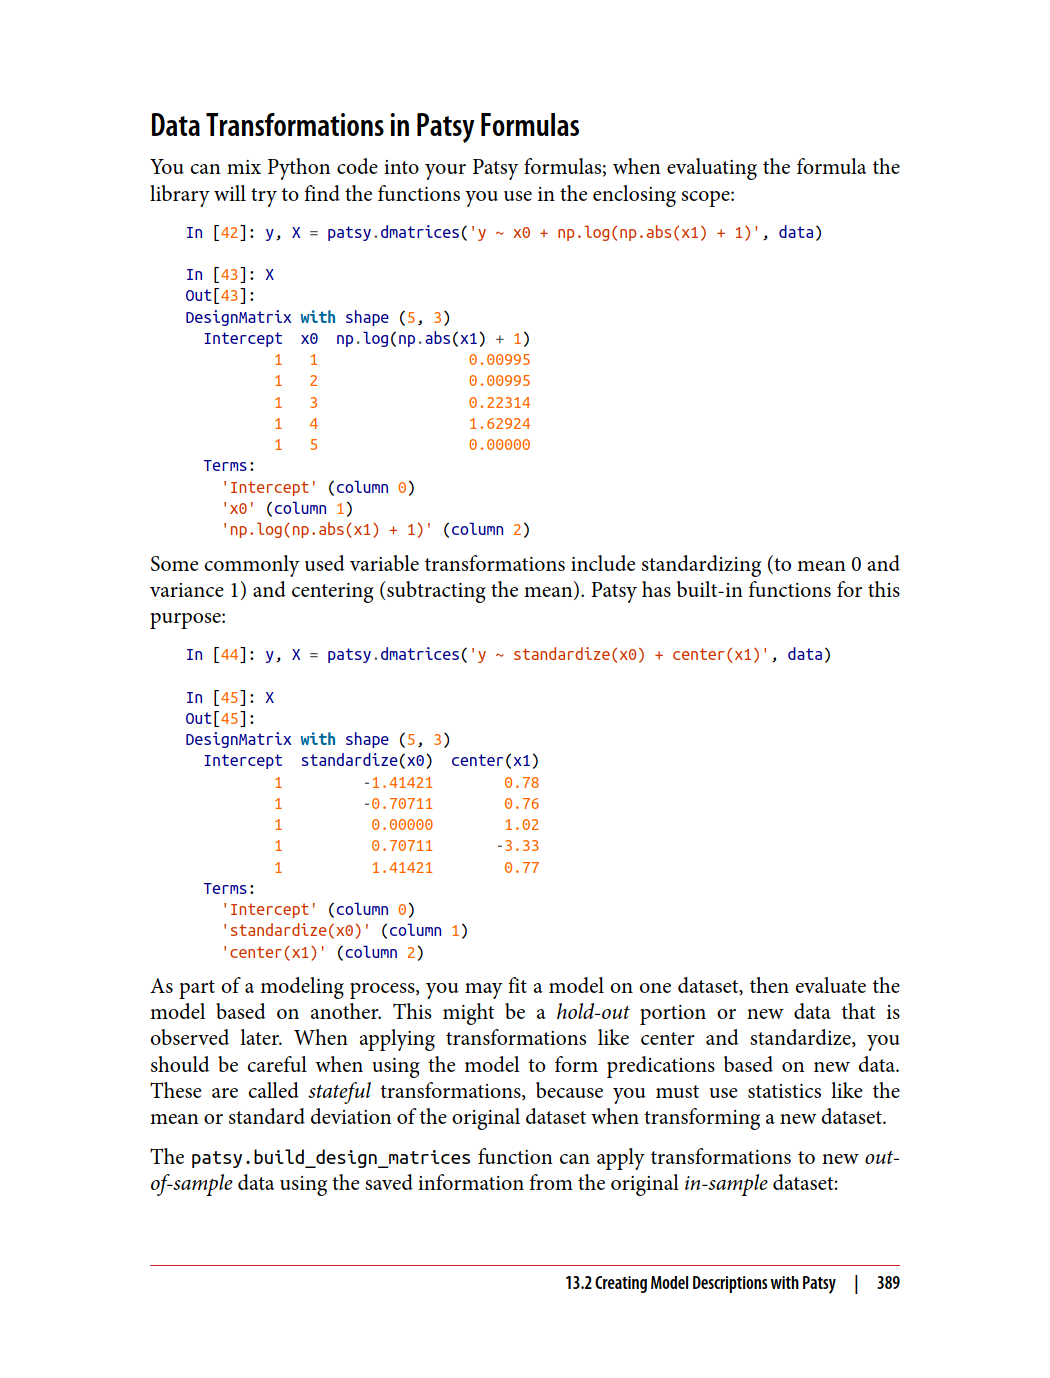 Data Transformations in Patsy Formulas
You can mix Python code into your Patsy formulas; when evaluating the formula the
library will try to find the functions you use in the enclosing scope:
In [42]: y, X = patsy.dmatrices('y ~ x0 + np.log(np.abs(x1) + 1)', data)
In [43]: X
Out[43]:
DesignMatrix with shape (5, 3)
  Intercept  x0  np.log(np.abs(x1) + 1)
          1   1                 0.00995
          1   2                 0.00995
          1   3                 0.22314
          1   4                 1.62924
          1   5                 0.00000
  Terms:
    'Intercept' (column 0)
    'x0' (column 1)
    'np.log(np.abs(x1) + 1)' (column 2)
Some commonly used variable transformations include standardizing (to mean 0 and
variance 1) and centering (subtracting the mean). Patsy has built-in functions for this
purpose:
In [44]: y, X = patsy.dmatrices('y ~ standardize(x0) + center(x1)', data)
In [45]: X
Out[45]:
DesignMatrix with shape (5, 3)
  Intercept  standardize(x0)  center(x1)
          1         -1.41421        0.78
          1         -0.70711        0.76
          1          0.00000        1.02
          1          0.70711       -3.33
          1          1.41421        0.77
  Terms:
    'Intercept' (column 0)
    'standardize(x0)' (column 1)
    'center(x1)' (column 2)
As part of a modeling process, you may fit a model on one dataset, then evaluate the
model based on another. This might be a hold-out portion or new data that is
observed later. When applying transformations like center and standardize, you
should be careful when using the model to form predications based on new data.
These are called stateful transformations, because you must use statistics like the
mean or standard deviation of the original dataset when transforming a new dataset.
The patsy.build_design_matrices function can apply transformations to new out-
of-sample data using the saved information from the original in-sample dataset:
13.2 Creating Model Descriptions with Patsy | 389